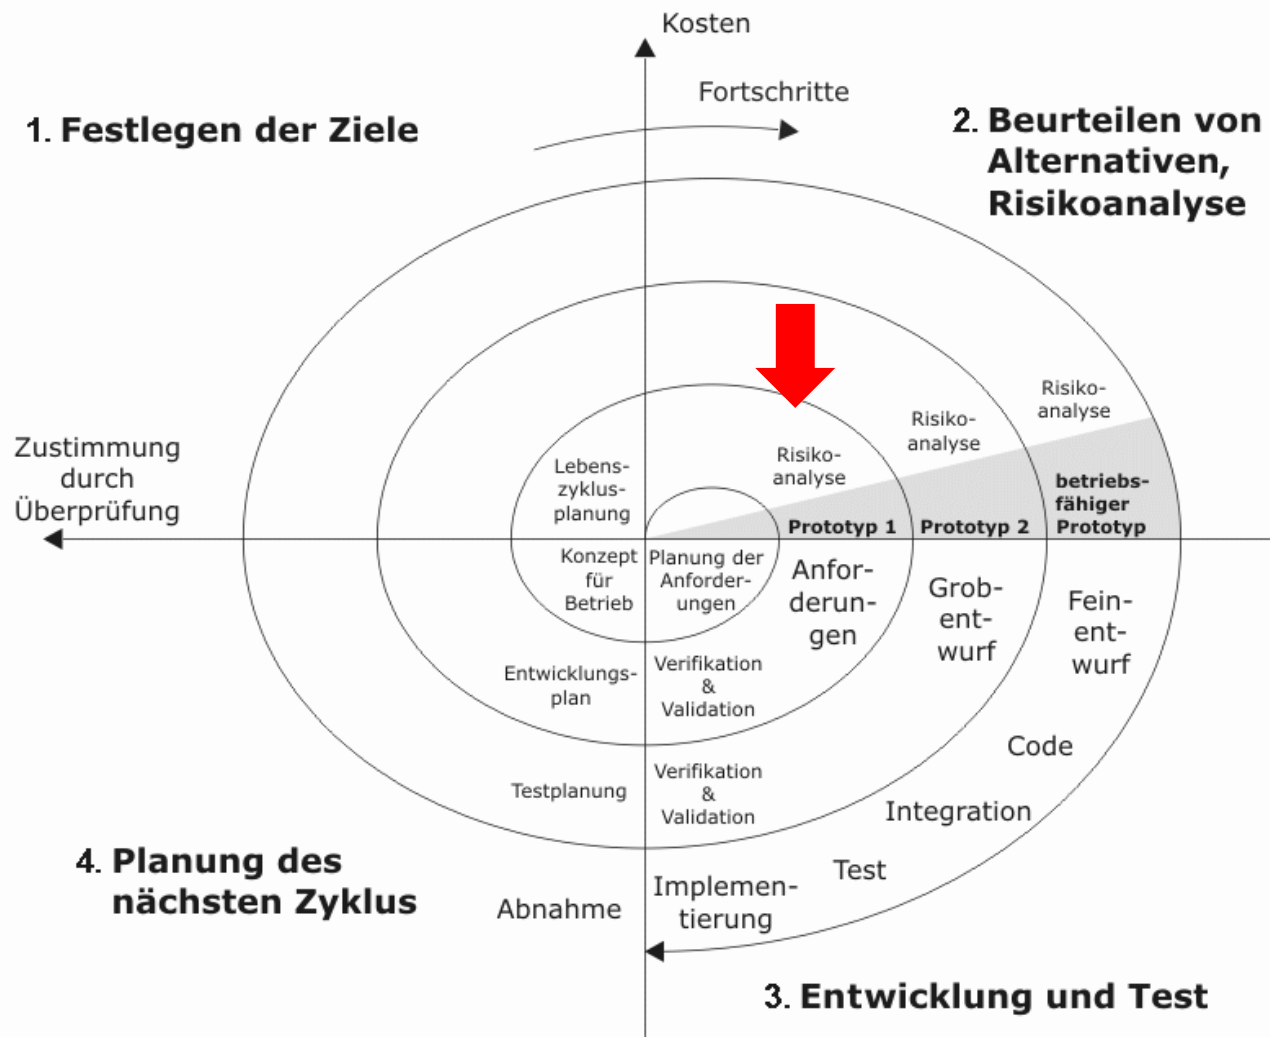 Kosten
Fortschritte
1. Festlegen der Ziele
2. Beurteilen von
Alternativen,
Risikoanalyse
Risiko-
analyse
Risiko-
analyse
Risiko-
analyse
Zustimmung
durch
Überprüfung
Lebens-
zyklus-
planung
betriebs-
fähiger
Prototyp
Prototyp 1
Prototyp 2
Konzept
für
Betrieb
Planung der
Anforder-
ungen
Anfor-
derun-
gen
Grob-
ent-
wurf
Fein-
ent-
wurf
Entwicklungs-
plan
Verifikation
&
Validation
Code
Testplanung
Verifikation
&
Validation
Integration
Test
4. Planung des
nächsten Zyklus
Abnahme
Implemen-
tierung
3. Entwicklung und Test